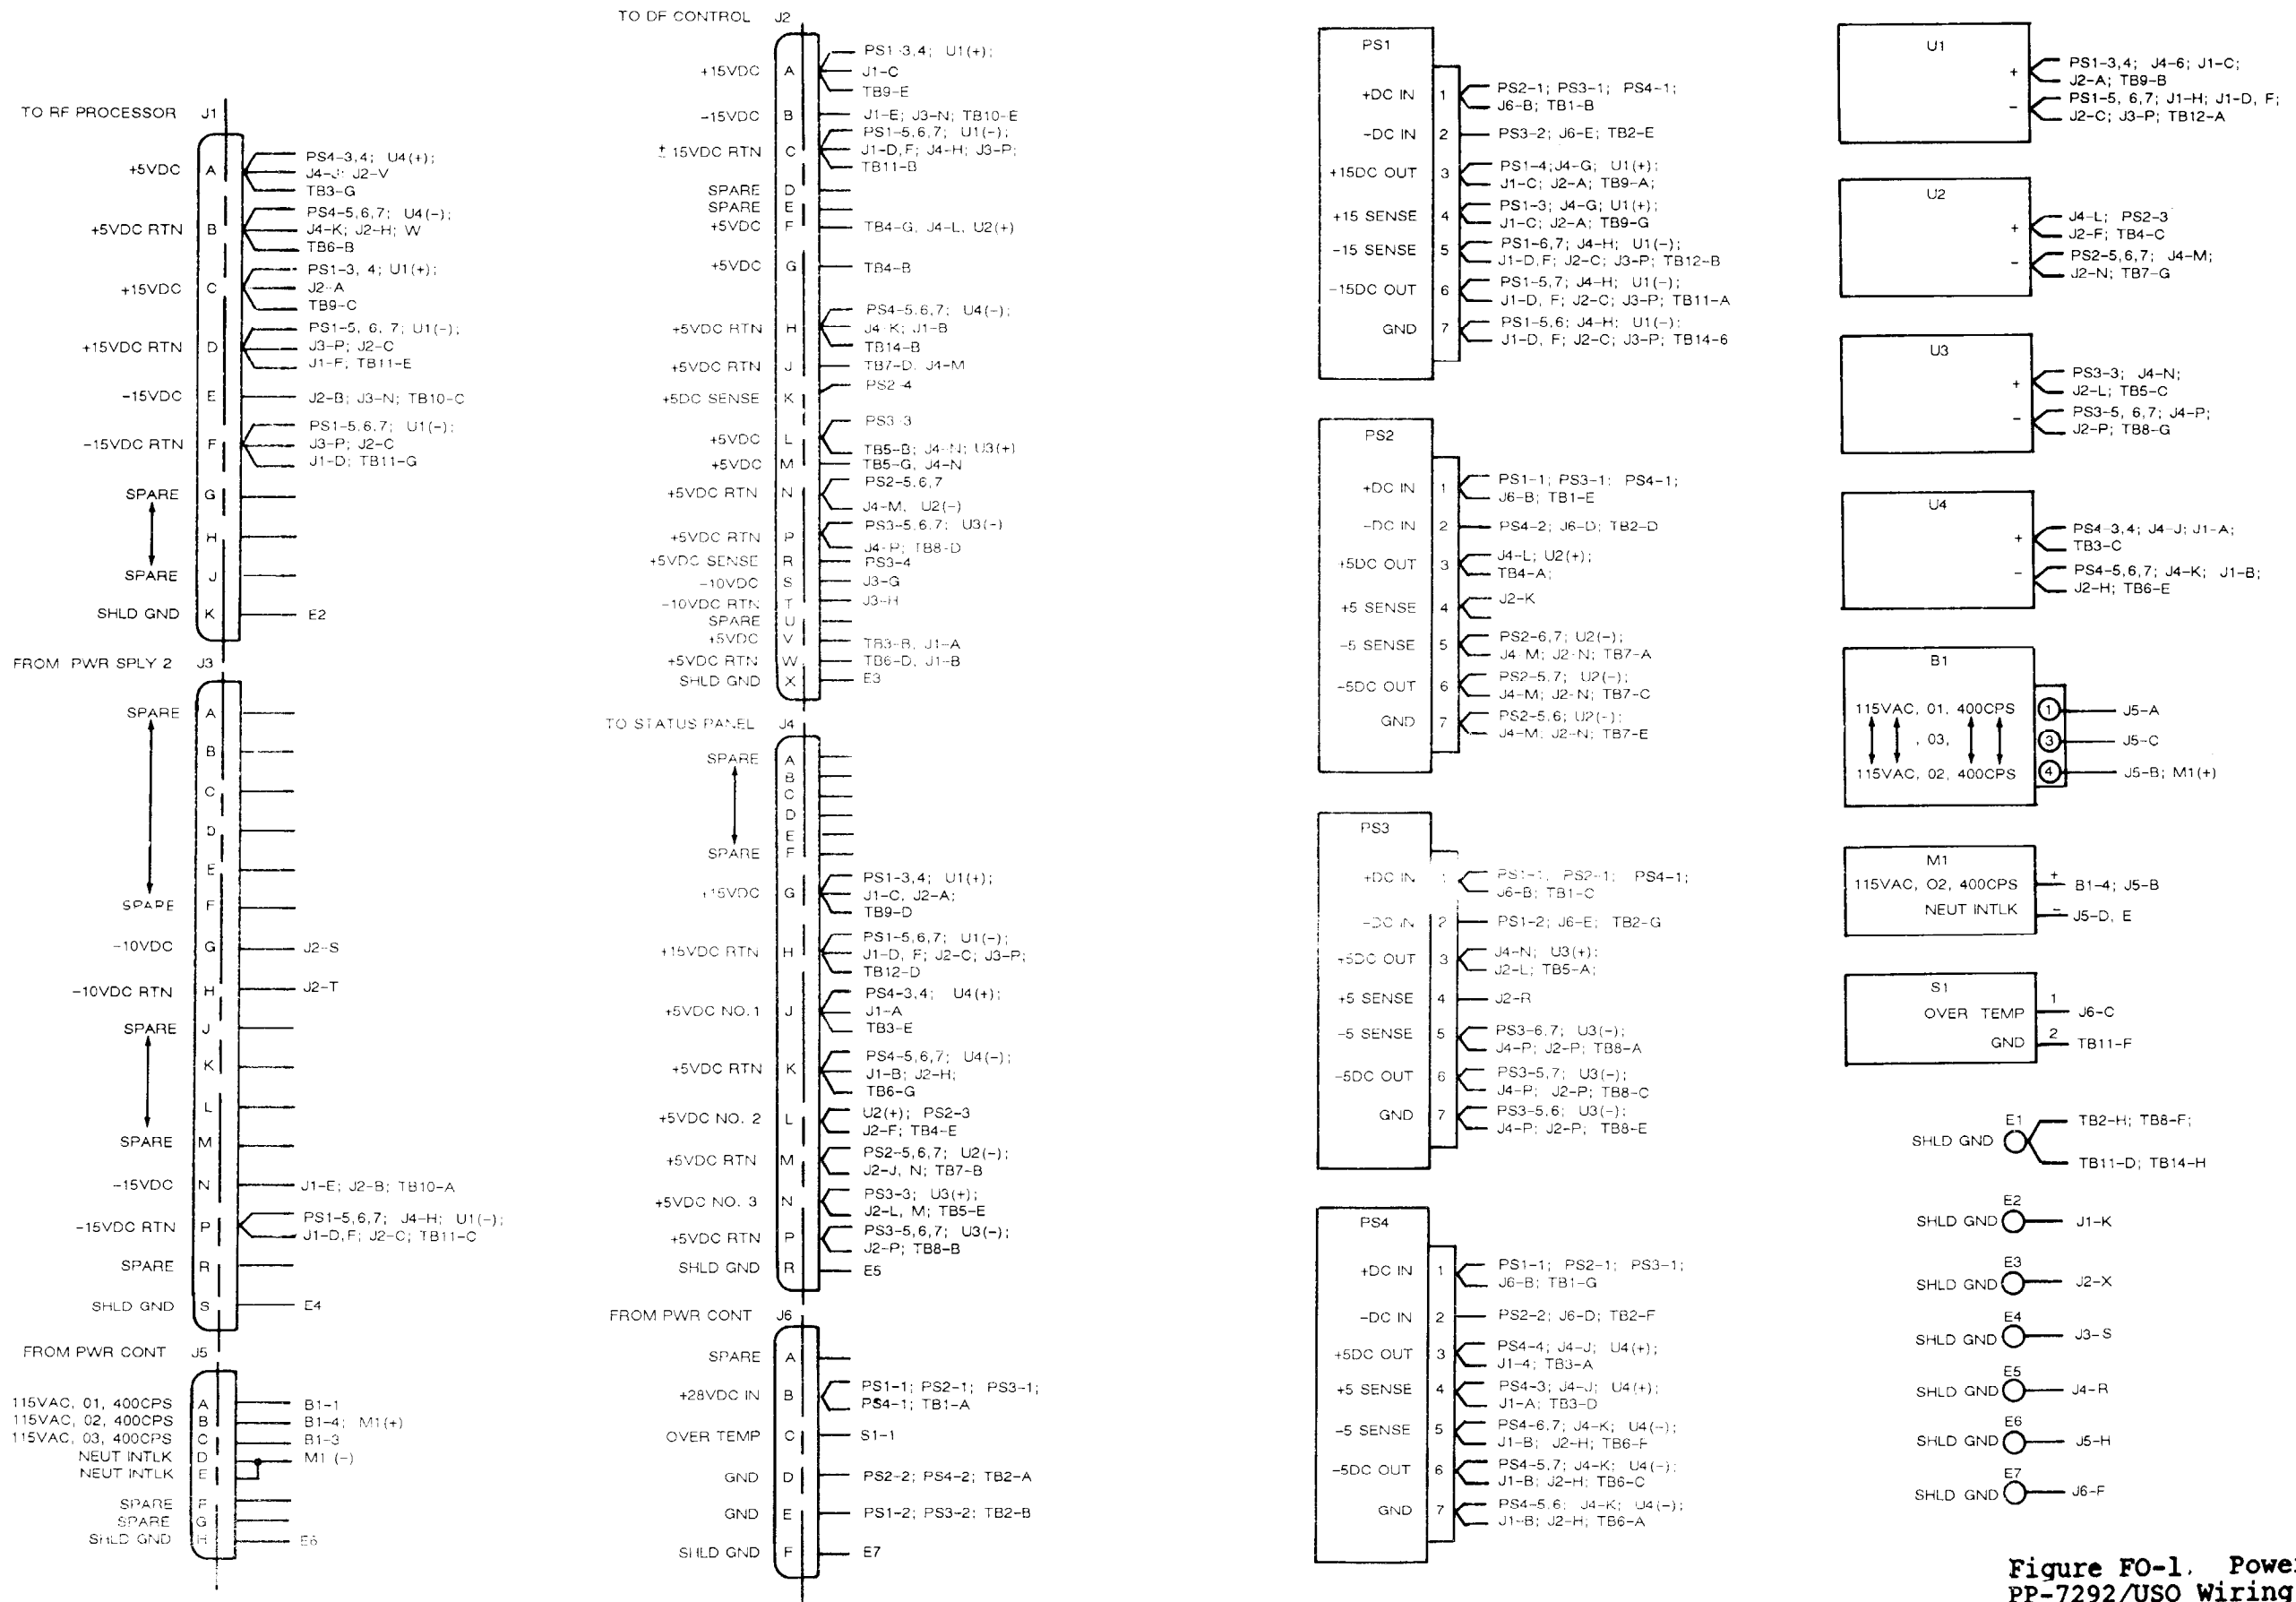 TO RF PROCESSOR J1
+5VDC A PS4-3,4; U4(+);
J4-J; J2-V
TB3-G
+5VDC RTN B PS4-5,6,7; U4(-);
J4-K; J2-H; W
TB6-B
+15VDC C PS1-3, 4; U1(+);
J2-A
TB9-C
+15VDC RTN D PS1-5, 6, 7; U1(-);
J3-P; J2-C
J1-F; TB11-E
-15VDC E J2-B; J3-N; TB10-C
-15VDC RTN F PS1-5,6,7; U1(-);
J3-P; J2-C
J1-D; TB11-G
SPARE G
H
SPARE J
SHLD GND K E2
FROM PWR SPLY 2 J3
SPARE A
B
C
D
E
SPARE F
-10VDC G J2-S
-10VDC RTN H J2-T
SPARE J
K
L
SPARE M
-15VDC N J1-E; J2-B; TB10-A
-15VDC RTN P PS1-5,6,7; J4-H; U1(-);
J1-D,F; J2-C; TB11-C
SPARE R
SHLD GND S E4
FROM PWR CONT J5
115VAC, 01, 400CPS A B1-1
115VAC, 02, 400CPS B B1-4; M1(+)
115VAC, 03, 400CPS C B1-3
NEUT INTLK D M1 (-)
NEUT INTLK E
SPARE F
SPARE G
SHLD GND H E6
TO DF CONTROL J2
+15VDC A PS1-3,4; U1(+);
J1-C
TB9-E
-15VDC B J1-E; J3-N; TB10-E
± 15VDC RTN C PS1-5,6,7; U1(-);
J1-D,F; J4-H; J3-P;
TB11-B
SPARE D
SPARE E
+5VDC F TB4-G, J4-L, U2(+)
+5VDC G TB4-B
+5VDC RTN H PS4-5,6,7; U4(-);
J4-K; J1-B
TB14-B
+5VDC RTN J TB7-D, J4-M
+5DC SENSE K PS2-4
+5VDC L PS3-3
TB5-B; J4-N; U3(+)
+5VDC M TB5-G, J4-N
+5VDC RTN N PS2-5,6,7
J4-M, U2(-)
+5VDC RTN P PS3-5,6,7; U3(-)
J4-P; TB8-D
+5VDC SENSE R PS3-4
-10VDC S J3-G
-10VDC RTN T J3-H
SPARE U
+5VDC V TB3-B, J1-A
+5VDC RTN W TB6-D, J1-B
SHLD GND X E3
TO STATUS PANEL J4
SPARE A
B
C
D
E
SPARE F
+15VDC G PS1-3,4; U1(+);
J1-C, J2-A;
TB9-D
+15VDC RTN H PS1-5,6,7; U1(-);
J1-D, F; J2-C; J3-P;
TB12-D
+5VDC NO. 1 J PS4-3,4; U4(+);
J1-A
TB3-E
+5VDC RTN K PS4-5,6,7; U4(-);
J1-B; J2-H;
TB6-G
+5VDC NO. 2 L U2(+); PS2-3
J2-F; TB4-E
+5VDC RTN M PS2-5,6,7; U2(-);
J2-J, N; TB7-B
+5VDC NO. 3 N PS3-3; U3(+);
J2-L, M; TB5-E
+5VDC RTN P PS3-5,6,7; U3(-);
J2-P; TB8-B
SHLD GND R E5
FROM PWR CONT J6
SPARE A
+28VDC IN B PS1-1; PS2-1; PS3-1;
PS4-1; TB1-A
OVER TEMP C S1-1
GND D PS2-2; PS4-2; TB2-A
GND E PS1-2; PS3-2; TB2-B
SHLD GND F E7
PS1
+DC IN 1 PS2-1; PS3-1; PS4-1;
J6-B; TB1-B
-DC IN 2 PS3-2; J6-E; TB2-E
+15DC OUT 3 PS1-4;J4-G; U1(+);
J1-C; J2-A; TB9-A;
+15 SENSE 4 PS1-3; J4-G; U1(+);
J1-C; J2-A; TB9-G
-15 SENSE 5 PS1-6,7; J4-H; U1(-);
J1-D,F; J2-C; J3-P; TB12-B
-15DC OUT 6 PS1-5,7; J4-H; U1(-);
J1-D, F; J2-C; J3-P; TB11-A
GND 7 PS1-5,6; J4-H; U1(-);
J1-D, F; J2-C; J3-P; TB14-6
PS2
+DC IN 1 PS1-1; PS3-1; PS4-1;
J6-B; TB1-E
-DC IN 2 PS4-2; J6-D; TB2-D
+5DC OUT 3 J4-L; U2(+);
TB4-A;
+5 SENSE 4 J2-K
-5 SENSE 5 PS2-6,7; U2(-);
J4-M; J2-N; TB7-A
-5DC OUT 6 PS2-5,7; U2(-);
J4-M; J2-N; TB7-C
GND 7 PS2-5,6; U2(-);
J4-M; J2-N; TB7-E
PS3
+DC IN 1 PS1-1, PS2-1; PS4-1;
J6-B; TB1-C
-DC IN 2 PS1-2; J6-E; TB2-G
+5DC OUT 3 J4-N; U3(+);
J2-L; TB5-A;
+5 SENSE 4 J2-R
-5 SENSE 5 PS3-6,7; U3(-);
J4-P; J2-P; TB8-A
-5DC OUT 6 PS3-5,7; U3(-);
J4-P; J2-P; TB8-C
GND 7 PS3-5,6; U3(-);
J4-P; J2-P; TB8-E
PS4
+DC IN 1 PS1-1; PS2-1; PS3-1;
J6-B; TB1-G
-DC IN 2 PS2-2; J6-D; TB2-F
+5DC OUT 3 PS4-4; J4-J; U4(+);
J1-4; TB3-A
+5 SENSE 4 PS4-3; J4-J; U4(+);
J1-A; TB3-D
-5 SENSE 5 PS4-6,7; J4-K; U4(-);
J1-B; J2-H; TB6-F
-5DC OUT 6 PS4-5,7; J4-K; U4(-);
J1-B; J2-H; TB6-C
GND 7 PS4-5,6; J4-K; U4(-);
J1-B; J2-H; TB6-A
U1
+ PS1-3,4; J4-6; J1-C;
J2-A; TB9-B
- PS1-5, 6,7; J1-H; J1-D, F;
J2-C; J3-P; TB12-A
U2
+ J4-L; PS2-3
J2-F; TB4-C
- PS2-5,6,7; J4-M;
J2-N; TB7-G
U3
+ PS3-3; J4-N;
J2-L; TB5-C
- PS3-5, 6,7; J4-P;
J2-P; TB8-G
U4
+ PS4-3,4; J4-J; J1-A;
TB3-C
- PS4-5,6,7; J4-K; J1-B;
J2-H; TB6-E
B1
115VAC, 01, 400CPS 1 J5-A
, 03, 3 J5-C
115VAC, 02, 400CPS 4 J5-B; M1(+)
M1
115VAC, O2, 400CPS + B1-4; J5-B
NEUT INTLK - J5-D, E
S1
OVER TEMP 1 J6-C
GND 2 TB11-F
E1
SHLD GND TB2-H; TB8-F;
TB11-D; TB14-H
E2
SHLD GND J1-K
E3
SHLD GND J2-X
E4
SHLD GND J3-S
E5
SHLD GND J4-R
E6
SHLD GND J5-H
E7
SHLD GND J6-F
Figure FO-1. Powe
PP-7292/USO Wiring